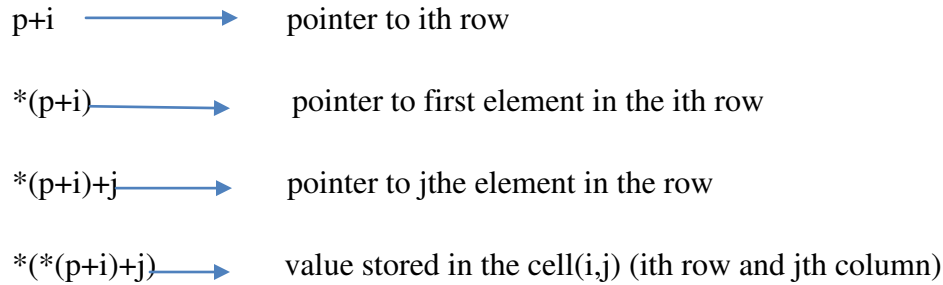 p+i pointer to ith row
*(p+i) pointer to first element in the ith row
*(p+i)+j pointer to jthe element in the row
*(*(p+i)+j) value stored in the cell(i,j) (ith row and jth column)